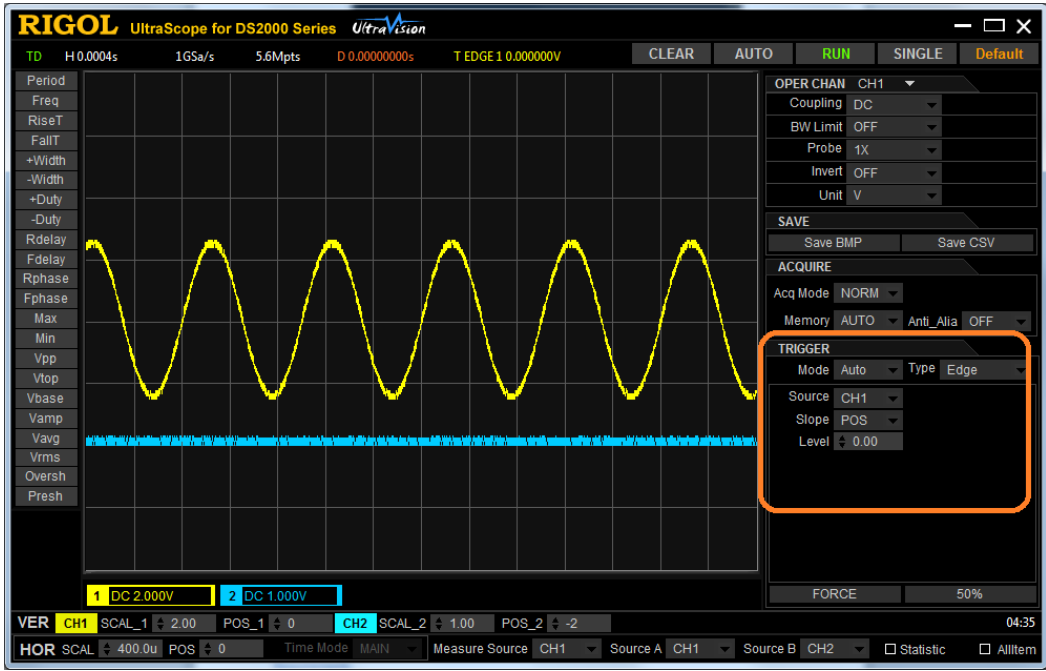 RIGOL UltraScope for DS2000 Series UltraVision
TD H 0.0004s 1GSa/s 5.6Mpts D 0.00000000s T EDGE 1 0.000000V CLEAR AUTO RUN SINGLE Default
Period
Freq
RiseT
FallT
+Width
-Width
+Duty
-Duty
Rdelay
Fdelay
Rphase
Fphase
Max
Min
Vpp
Vtop
Vbase
Vamp
Vavg
Vrms
Oversh
Presh
OPER CHAN CH1
Coupling DC
BW Limit OFF
Probe 1X
Invert OFF
Unit V
SAVE
Save BMP Save CSV
ACQUIRE
Acq Mode NORM
Memory AUTO Anti_Alia OFF
TRIGGER
Mode Auto Type Edge
Source CH1
Slope POS
Level 0.00
FORCE 50%
1 DC 2.000V 2 DC 1.000V
VER CH1 SCAL_1 2.00 POS_1 0 CH2 SCAL_2 1.00 POS_2 -2 04:35
HOR SCAL 400.0u POS 0 Time Mode MAIN Measure Source CH1 Source A CH1 Source B CH2 Statistic AllItem